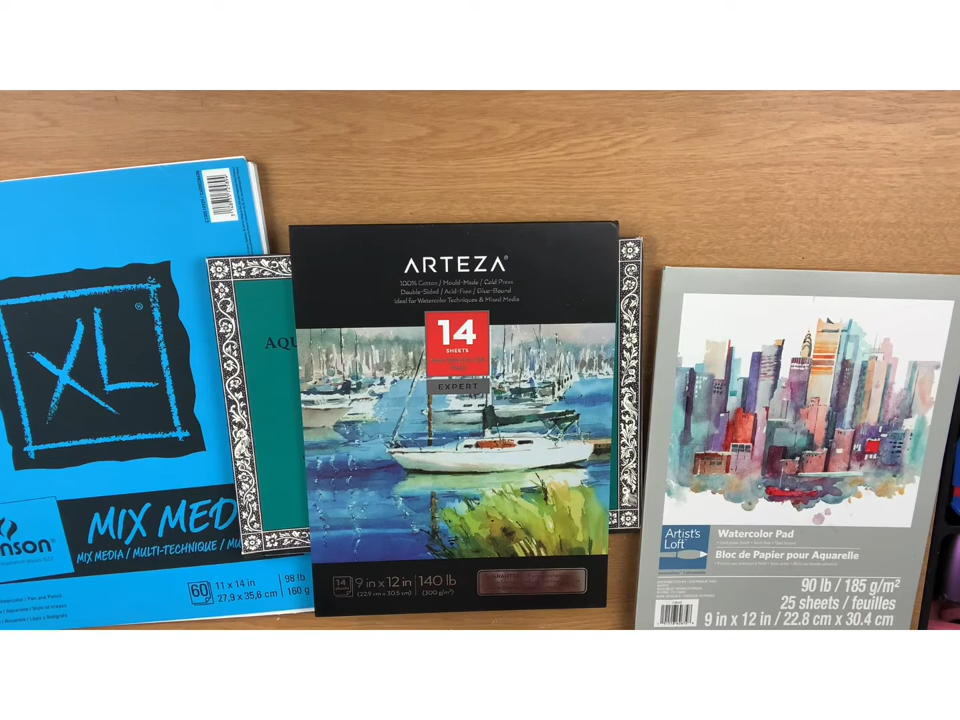 XL
®
nson®
MIX MED
MIX MEDIA / MULTI-TECHNIQUE / MU
60
11 x 14 in
27,9 x 35,6 cm
98 lb
160 g
AQU
ARTEZA®
100% Cotton / Mould-Made / Cold Press
Double-Sided / Acid-Free / Glue-Bound
Ideal for Watercolor Techniques & Mixed Media
14
SHEETS
EXPERT
14
SHEETS
9 in x 12 in
(22.9 cm x 30.5 cm)
140 lb
(300 g/m²)
Artist's
Loft
Watercolor Pad
Bloc de Papier pour Aquarelle
90 lb / 185 g/m²
25 sheets / feuilles
9 in x 12 in / 22.8 cm x 30.4 cm